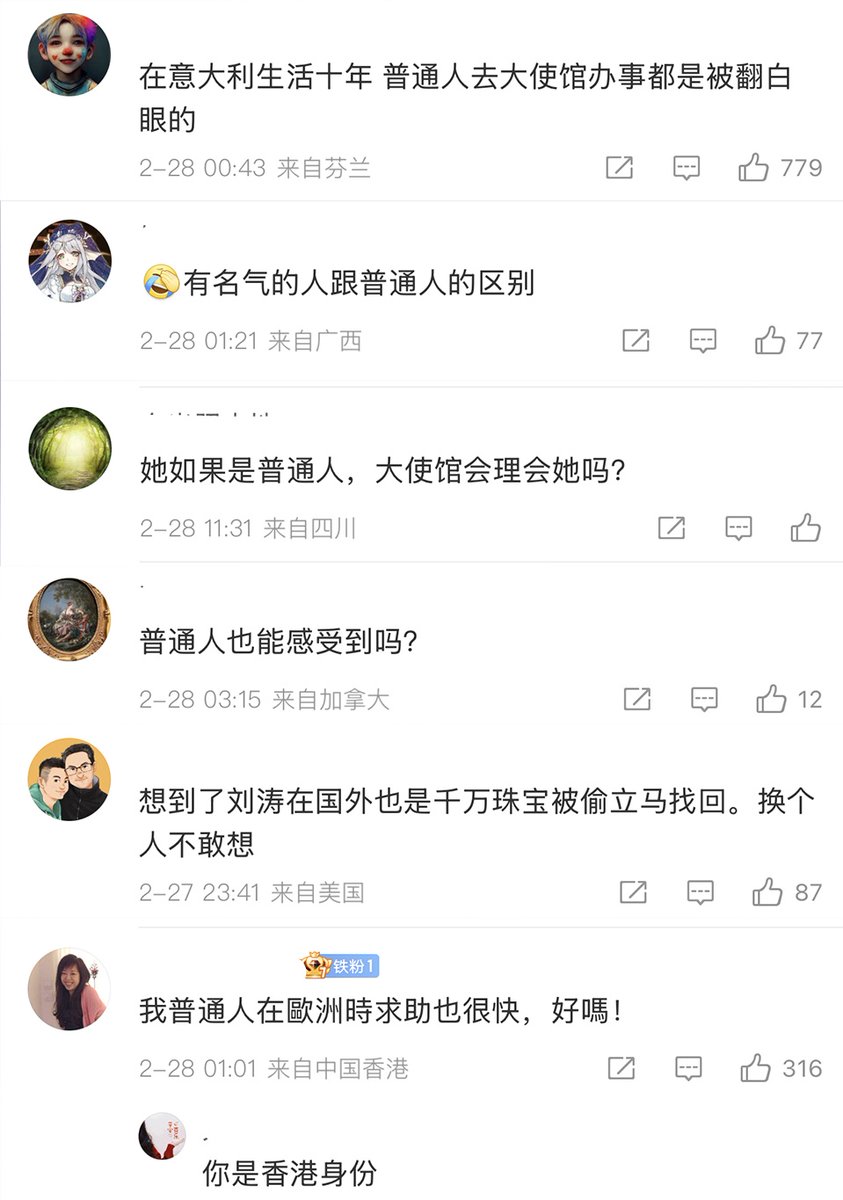 在意大利生活十年 普通人去大使馆办事都是被翻白
眼的
2-28 00:43 来自芬兰
779
有名气的人跟普通人的区别
2-28 01:21 来自广西
77
她如果是普通人，大使馆会理会她吗？
2-28 11:31 来自四川
普通人也能感受到吗？
2-28 03:15 来自加拿大
12
想到了刘涛在国外也是千万珠宝被偷立马找回。换个
人不敢想
2-27 23:41 来自美国
87
铁粉1
我普通人在歐洲時求助也很快，好嗎！
2-28 01:01 来自中国香港
316
你是香港身份